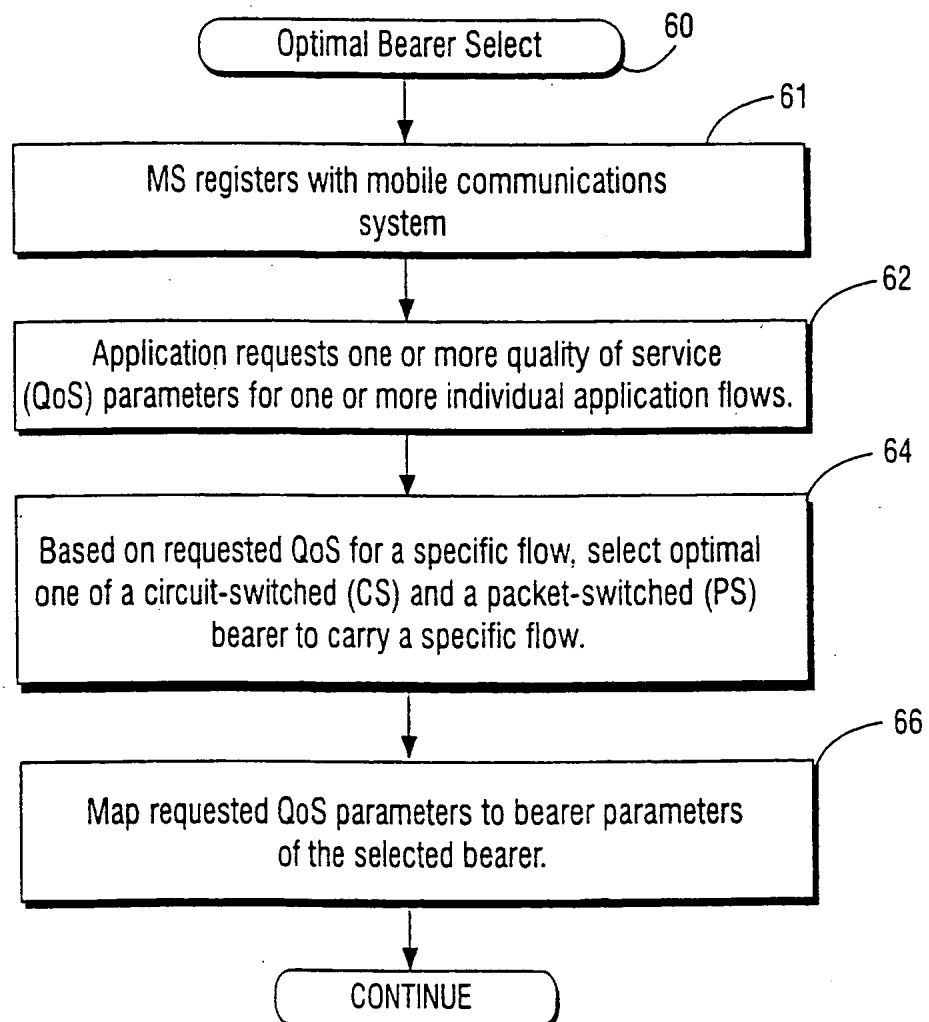 Optimal Bearer Select
60
61
MS registers with mobile communications
system
62
Application requests one or more quality of service
(QoS) parameters for one or more individual application flows.
64
Based on requested QoS for a specific flow, select optimal
one of a circuit-switched (CS) and a packet-switched (PS)
bearer to carry a specific flow.
66
Map requested QoS parameters to bearer parameters
of the selected bearer.
CONTINUE